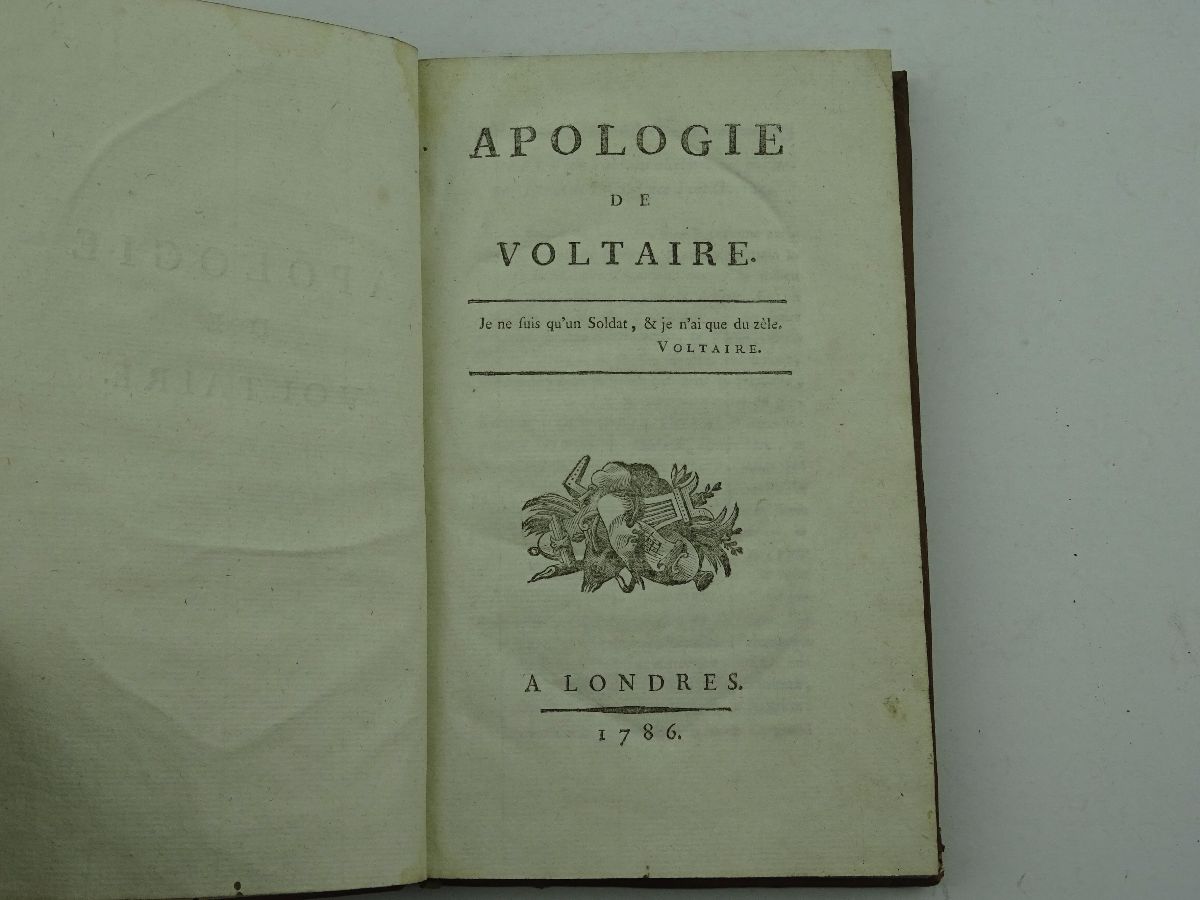 APOLOGIE
DE
VOLTAIRE.
Je ne ſuis qu'un Soldat, & je n'ai que du zèle.
VOLTAIRE.
A LONDRES.
1786.